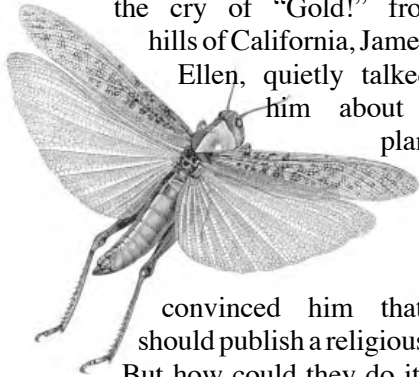 the cry of “Gold!” fro
hills of California, Jame
Ellen, quietly talked
him about
plan
convinced him that
should publish a religious
But how could they do it